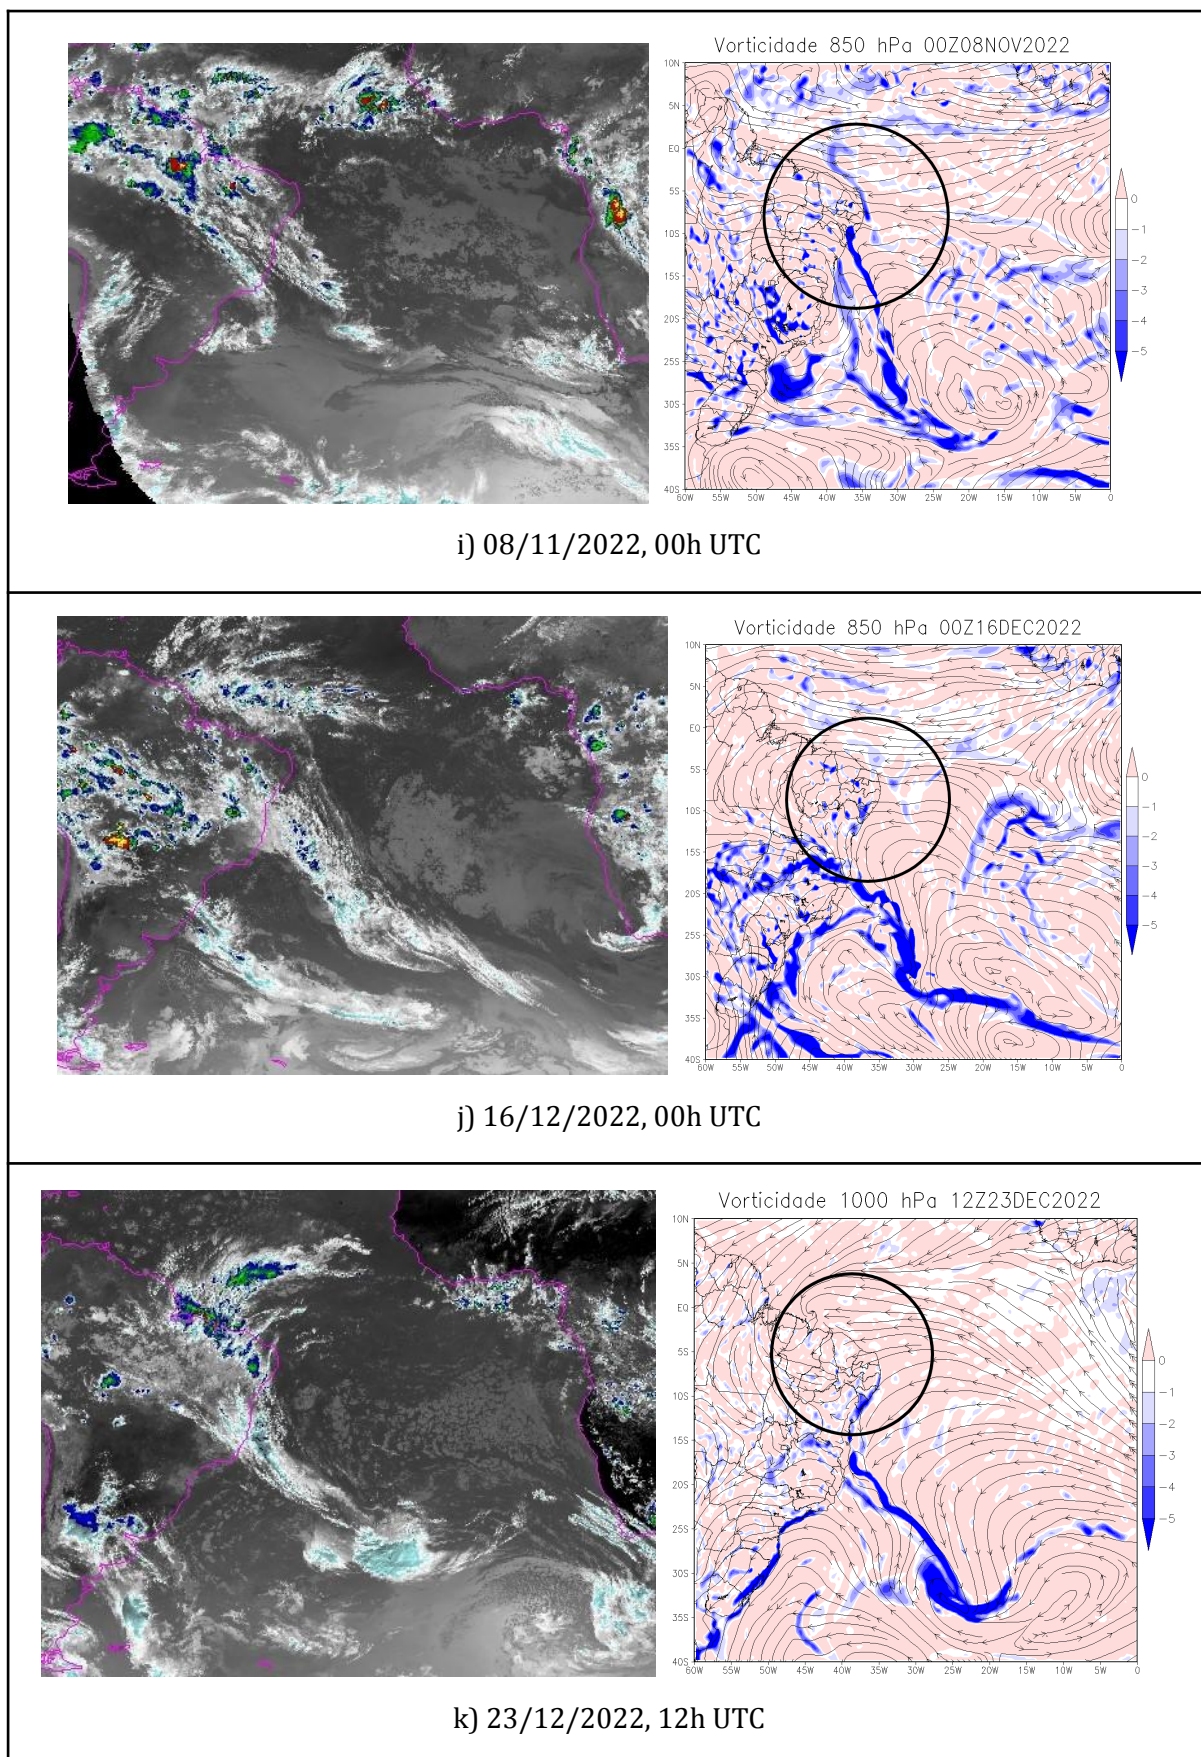 Vorticidade 850 hPa 00Z08NOV2022
10N
5N
EQ
5S
10S
15S
20S
25S
30S
35S
40S
60W 55W 50W 45W 40W 35W 30W 25W 20W 15W 10W 5W 0
0
-1
-2
-3
-4
-5
i) 08/11/2022, 00h UTC
Vorticidade 850 hPa 00Z16DEC2022
10N
5N
EQ
5S
10S
15S
20S
25S
30S
35S
40S
60W 55W 50W 45W 40W 35W 30W 25W 20W 15W 10W 5W 0
0
-1
-2
-3
-4
-5
j) 16/12/2022, 00h UTC
Vorticidade 1000 hPa 12Z23DEC2022
10N
5N
EQ
5S
10S
15S
20S
25S
30S
35S
40S
60W 55W 50W 45W 40W 35W 30W 25W 20W 15W 10W 5W 0
0
-1
-2
-3
-4
-5
k) 23/12/2022, 12h UTC